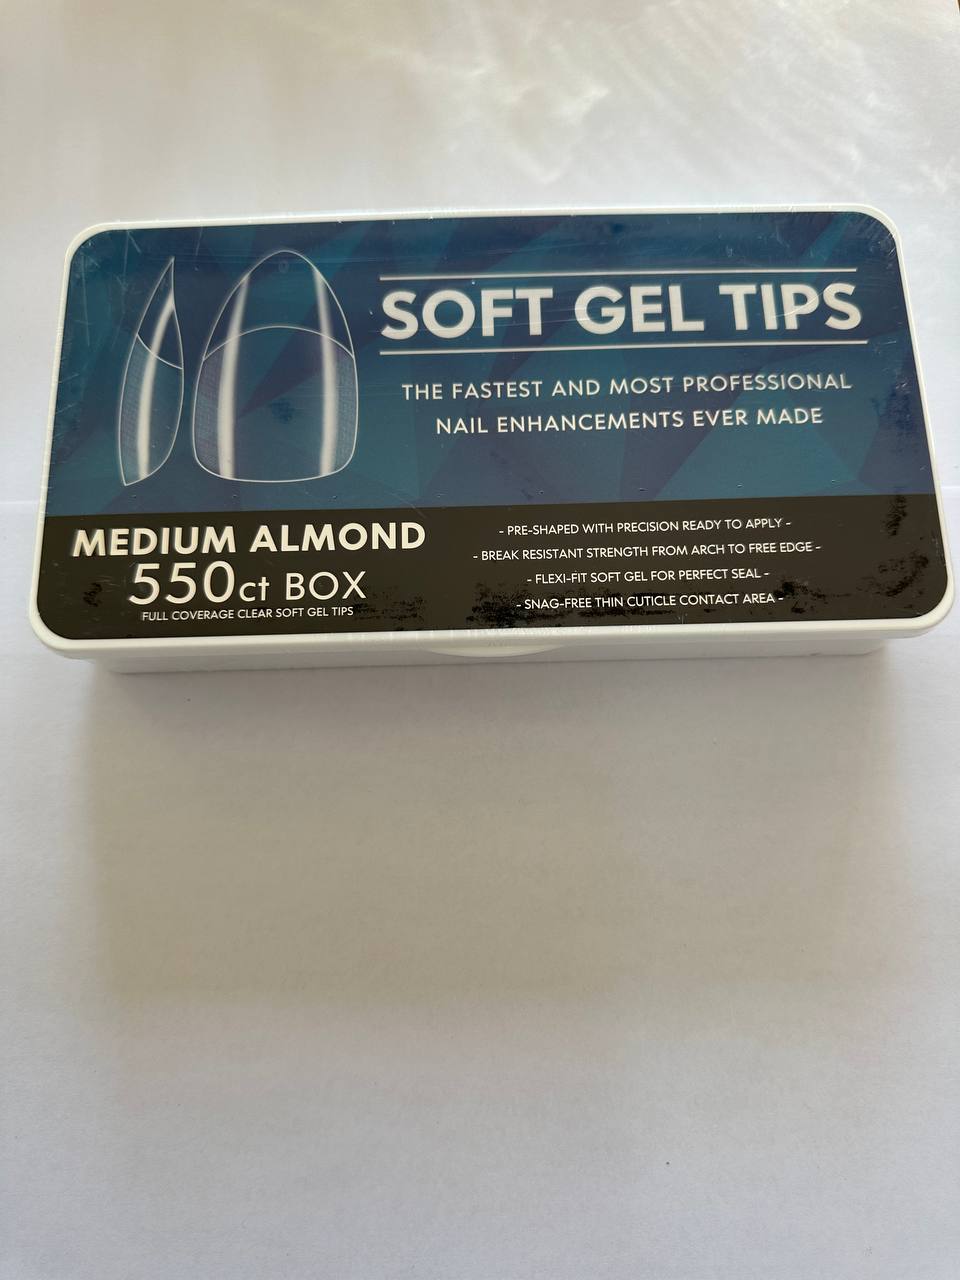 SOFT GEL TIPS
THE FASTEST AND MOST PROFESSIONAL
NAIL ENHANCEMENTS EVER MADE
MEDIUM ALMOND
550ct BOX
FULL COVERAGE CLEAR SOFT GEL TIPS
- PRE-SHAPED WITH PRECISION READY TO APPLY -
- BREAK RESISTANT STRENGTH FROM ARCH TO FREE EDGE -
- FLEXI-FIT SOFT GEL FOR PERFECT SEAL -
- SNAG-FREE THIN CUTICLE CONTACT AREA -